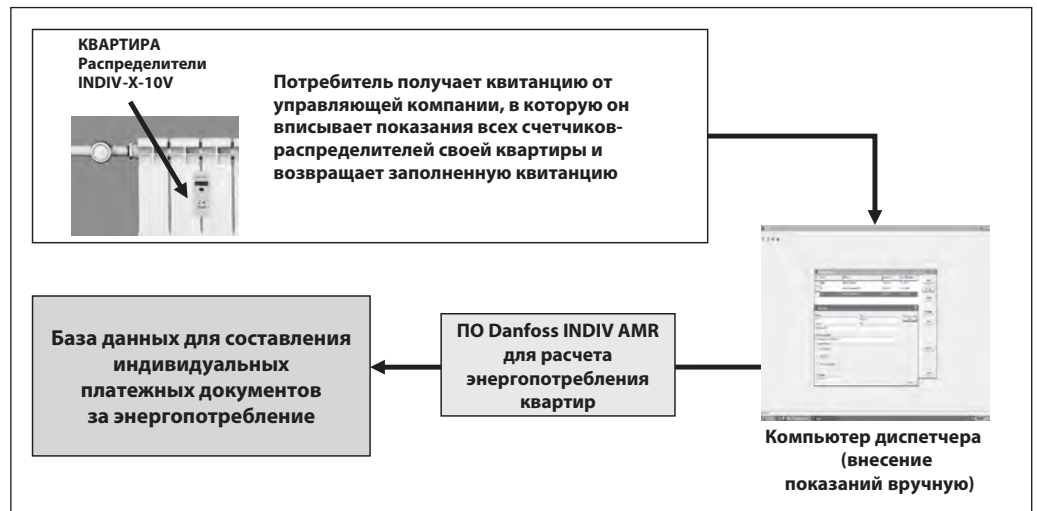 КВАРТИРА
Распределители
INDIV-X-10V
Потребитель получает квитанцию от
управляющей компании, в которую он
вписывает показания всех счетчиков-
распределителей своей квартиры и
возвращает заполненную квитанцию
База данных для составления
индивидуальных
платежных документов
за энергопотребление
ПО Danfoss INDIV AMR
для расчета
энергопотребления
квартир
Компьютер диспетчера
(внесение
показаний вручную)